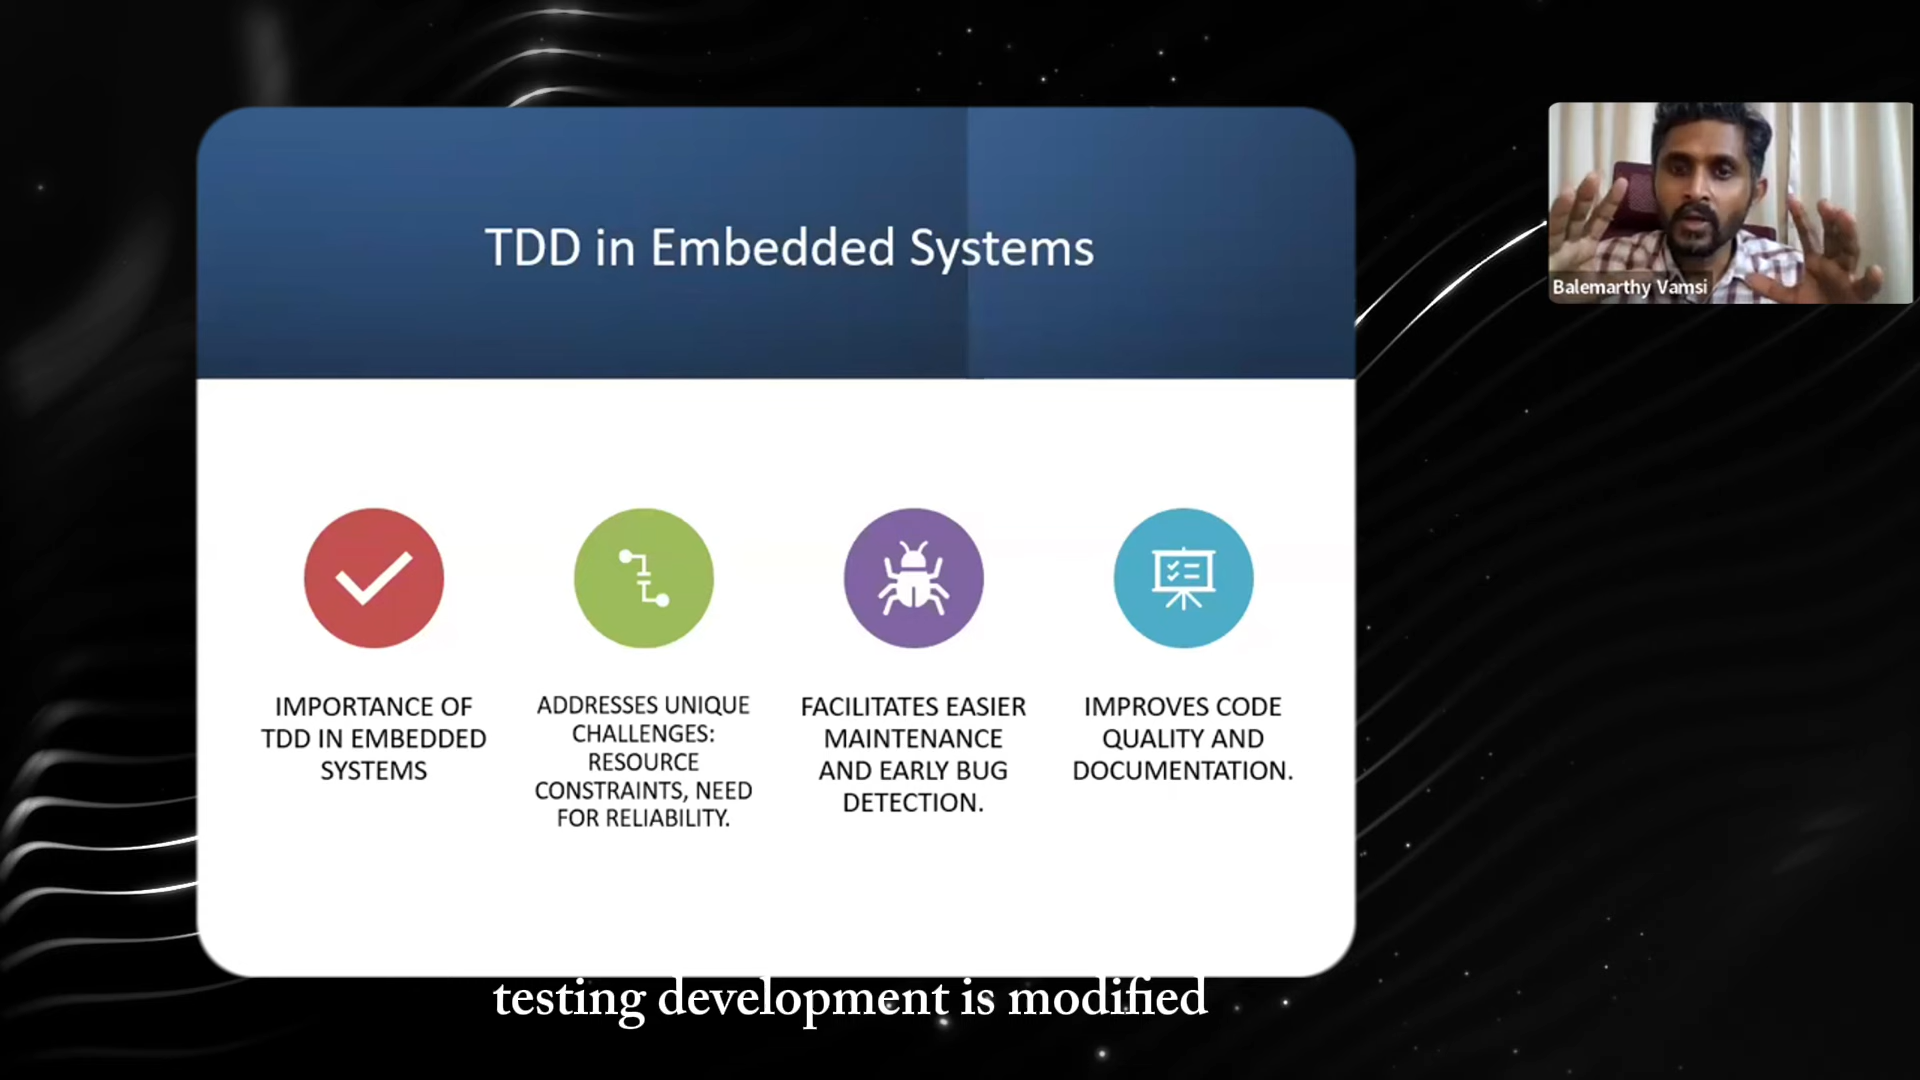 TDD in Embedded Systems
Balemarthy Vamsi
IMPORTANCE OF
TDD IN EMBEDDED
SYSTEMS
ADDRESSES UNIQUE
CHALLENGES:
RESOURCE
CONSTRAINTS, NEED
FOR RELIABILITY.
FACILITATES EASIER
MAINTENANCE
AND EARLY BUG
DETECTION.
IMPROVES CODE
QUALITY AND
DOCUMENTATION.
testing development is modified